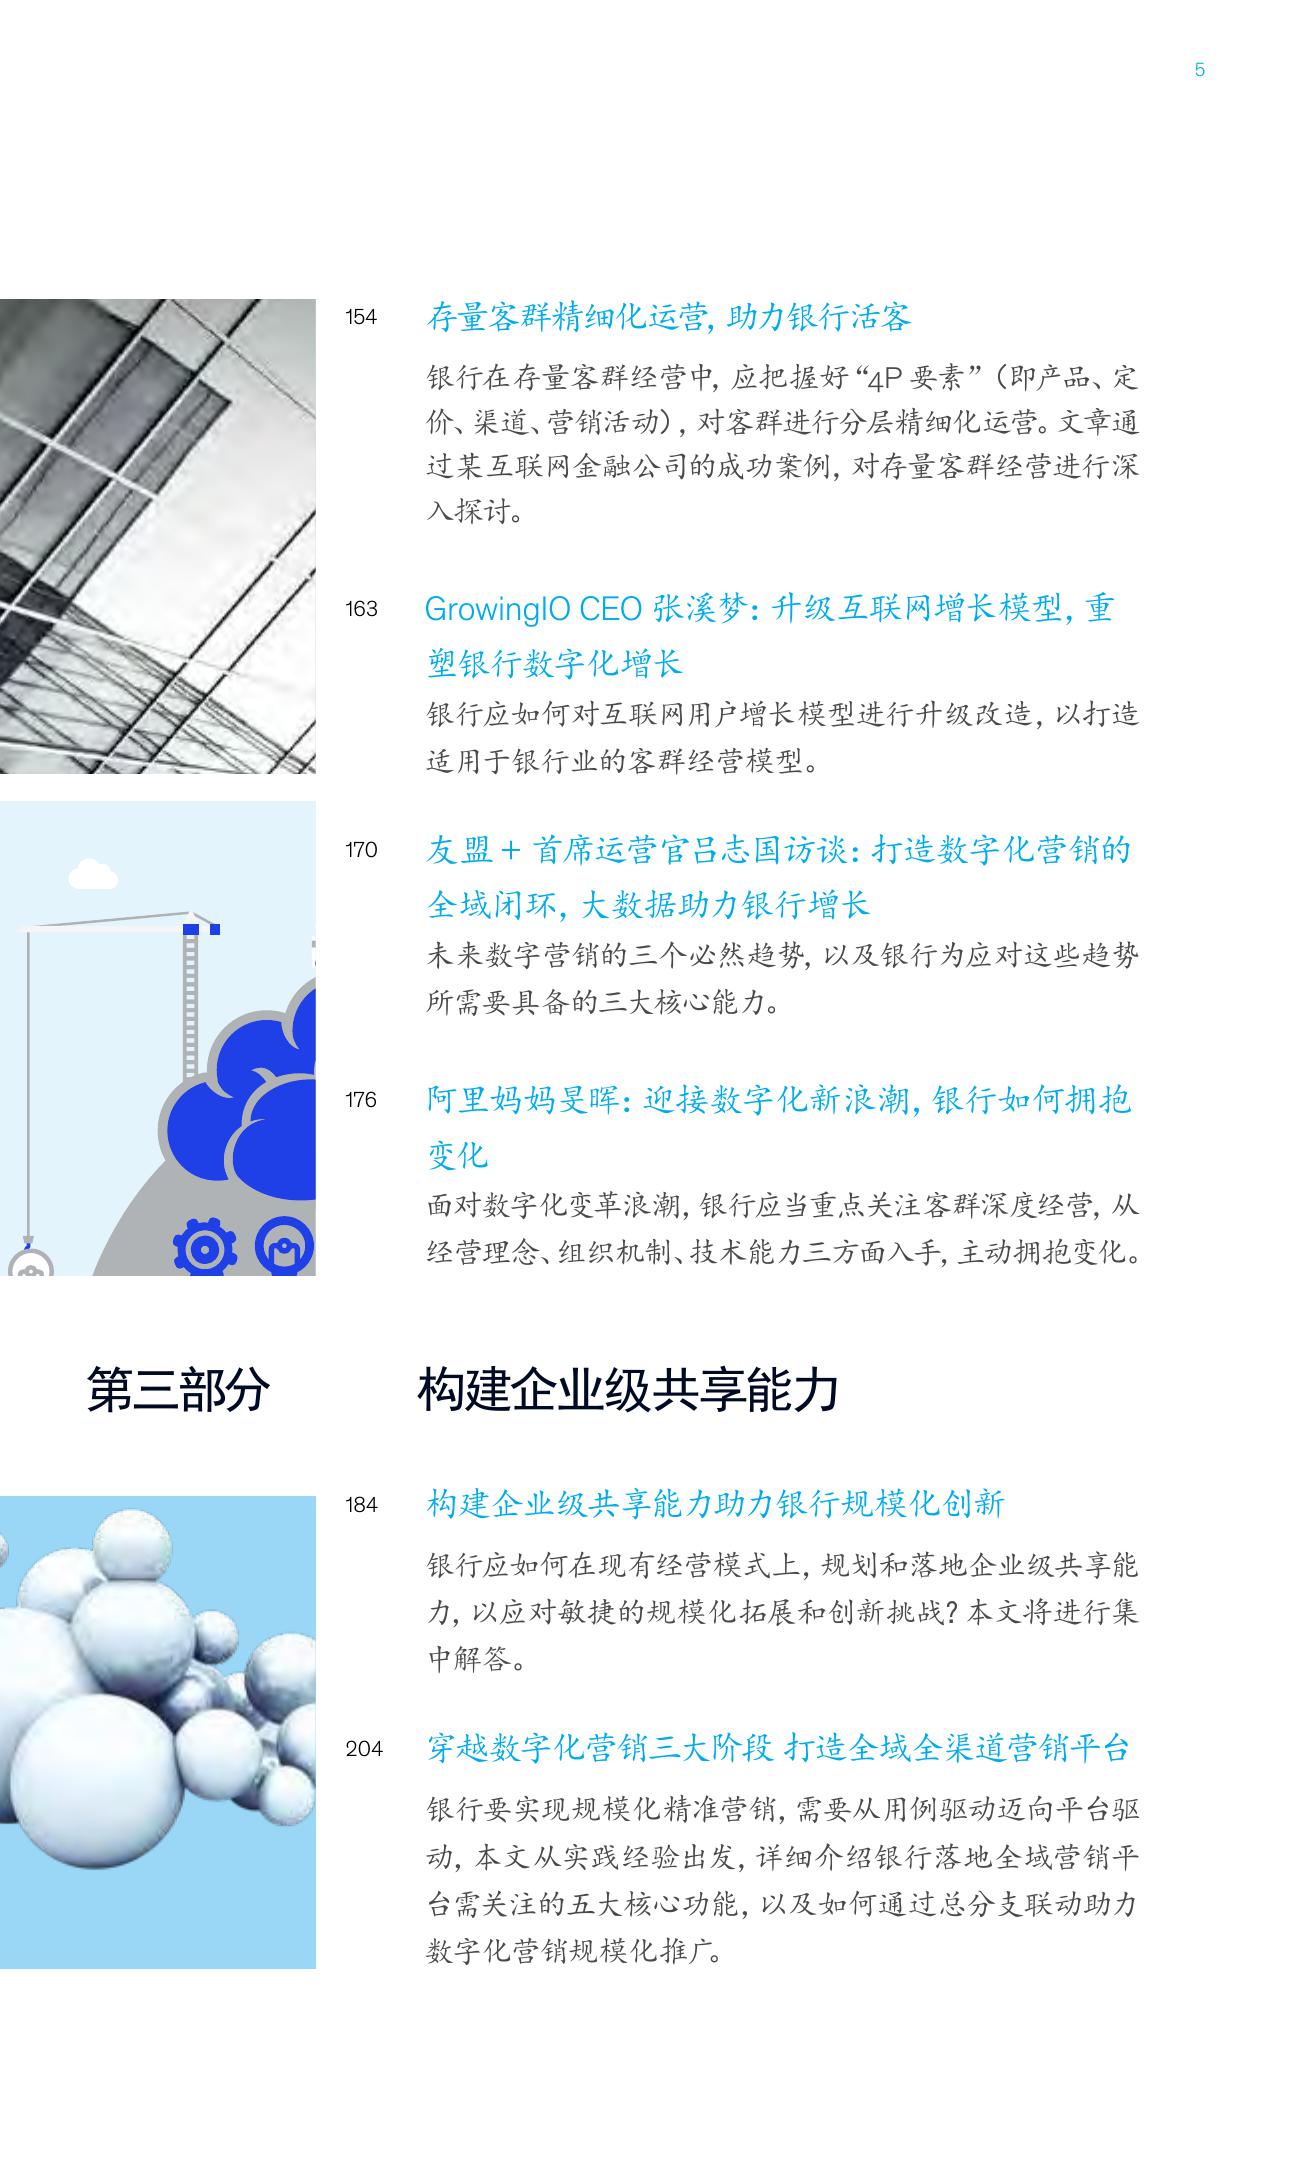 5
154 存量客群精细化运营, 助力银行活客
银行在存量客群经营中, 应把握好“4P 要素”（即产品、定
价、渠道、营销活动）, 对客群进行分层精细化运营。文章通
过某互联网金融公司的成功案例, 对存量客群经营进行深
入探讨。
163 GrowingIO CEO 张溪梦: 升级互联网增长模型, 重
塑银行数字化增长
银行应如何对互联网用户增长模型进行升级改造, 以打造
适用于银行业的客群经营模型。
170 友盟 + 首席运营官吕志国访谈: 打造数字化营销的
全域闭环, 大数据助力银行增长
未来数字营销的三个必然趋势, 以及银行为应对这些趋势
所需要具备的三大核心能力。
176 阿里妈妈旻晖: 迎接数字化新浪潮, 银行如何拥抱
变化
面对数字化变革浪潮, 银行应当重点关注客群深度经营, 从
经营理念、组织机制、技术能力三方面入手, 主动拥抱变化。
第三部分 构建企业级共享能力
184 构建企业级共享能力助力银行规模化创新
银行应如何在现有经营模式上, 规划和落地企业级共享能
力, 以应对敏捷的规模化拓展和创新挑战? 本文将进行集
中解答。
204 穿越数字化营销三大阶段 打造全域全渠道营销平台
银行要实现规模化精准营销, 需要从用例驱动迈向平台驱
动, 本文从实践经验出发, 详细介绍银行落地全域营销平
台需关注的五大核心功能, 以及如何通过总分支联动助力
数字化营销规模化推广。